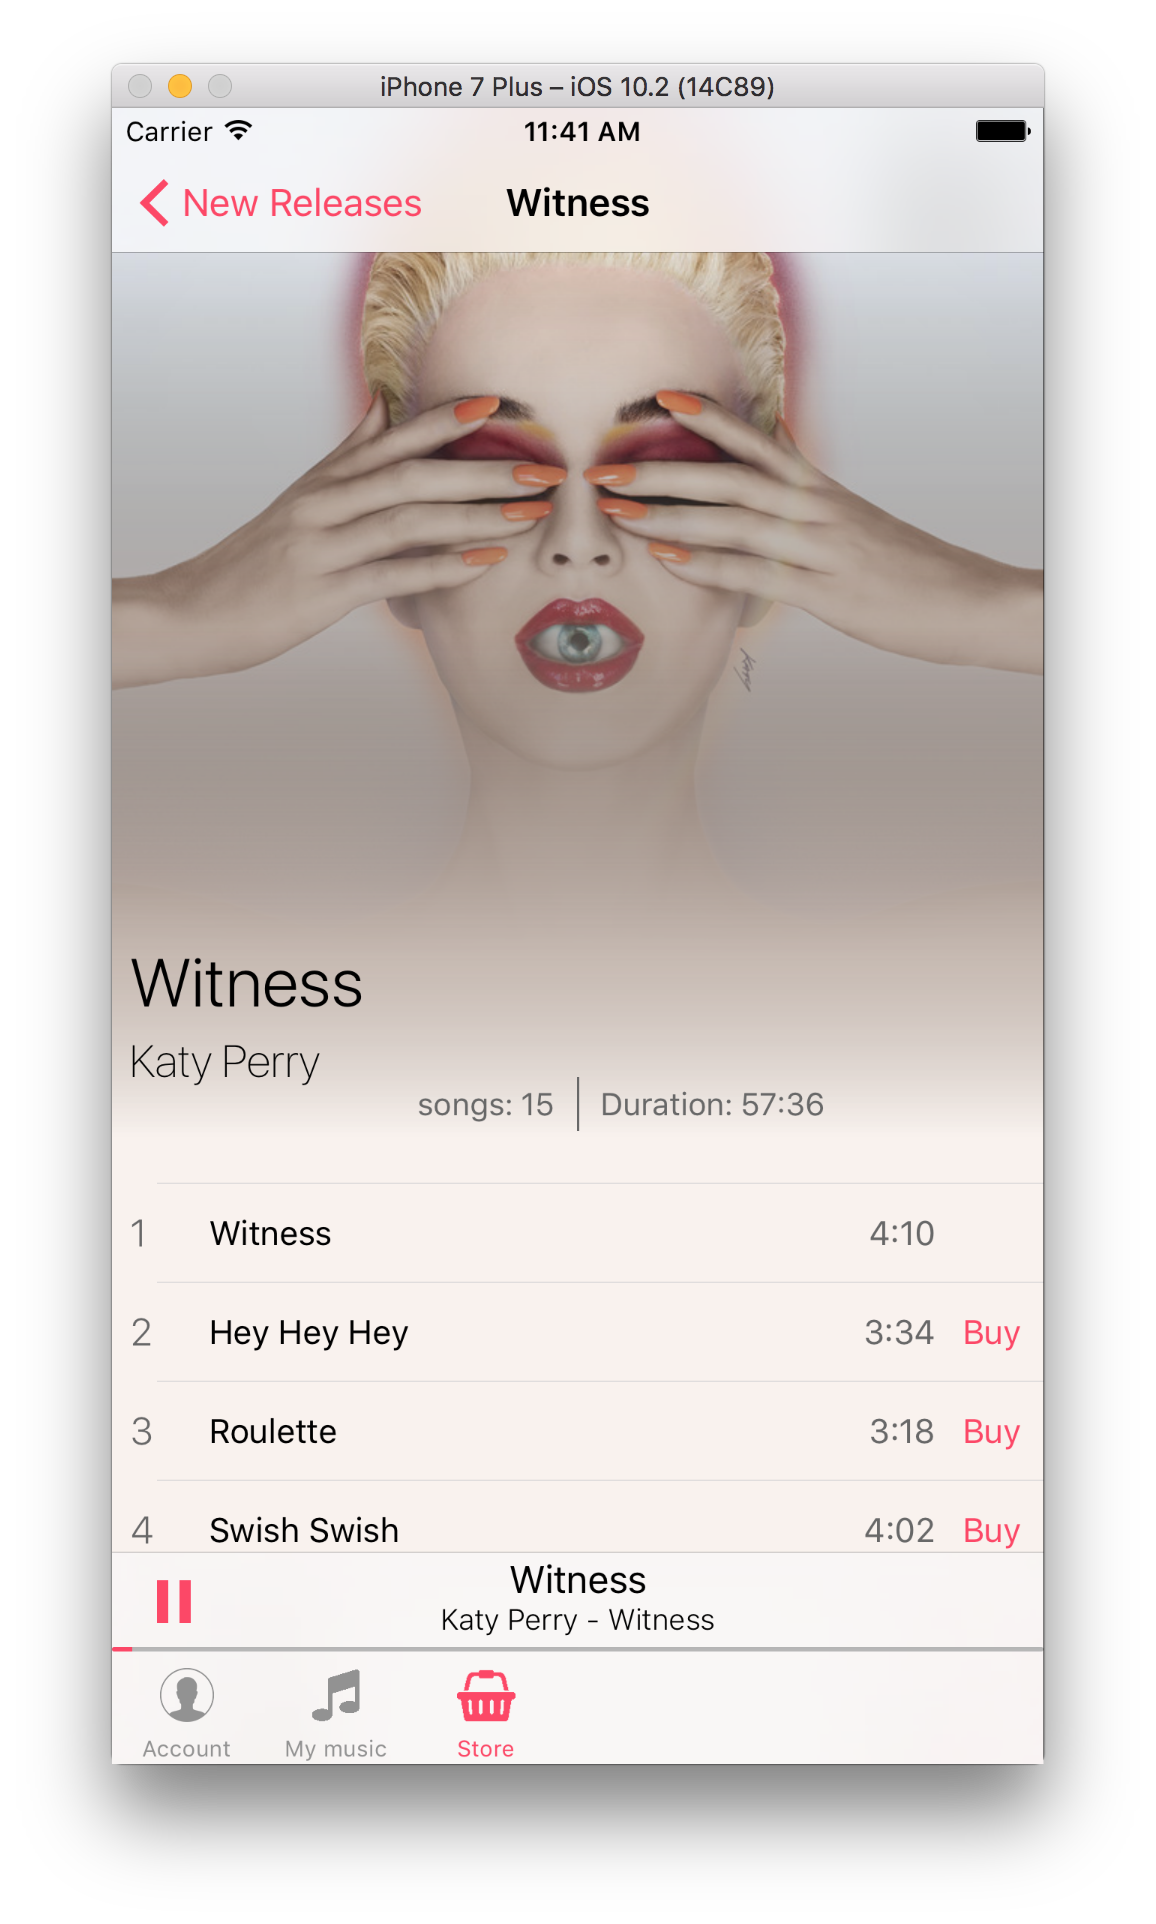 iPhone 7 Plus – iOS 10.2 (14C89)
Carrier 11:41 AM
New Releases Witness
Katy
Witness
Katy Perry
songs: 15 Duration: 57:36
1 Witness 4:10
2 Hey Hey Hey 3:34 Buy
3 Roulette 3:18 Buy
4 Swish Swish 4:02 Buy
Witness
Katy Perry - Witness
Account My music Store